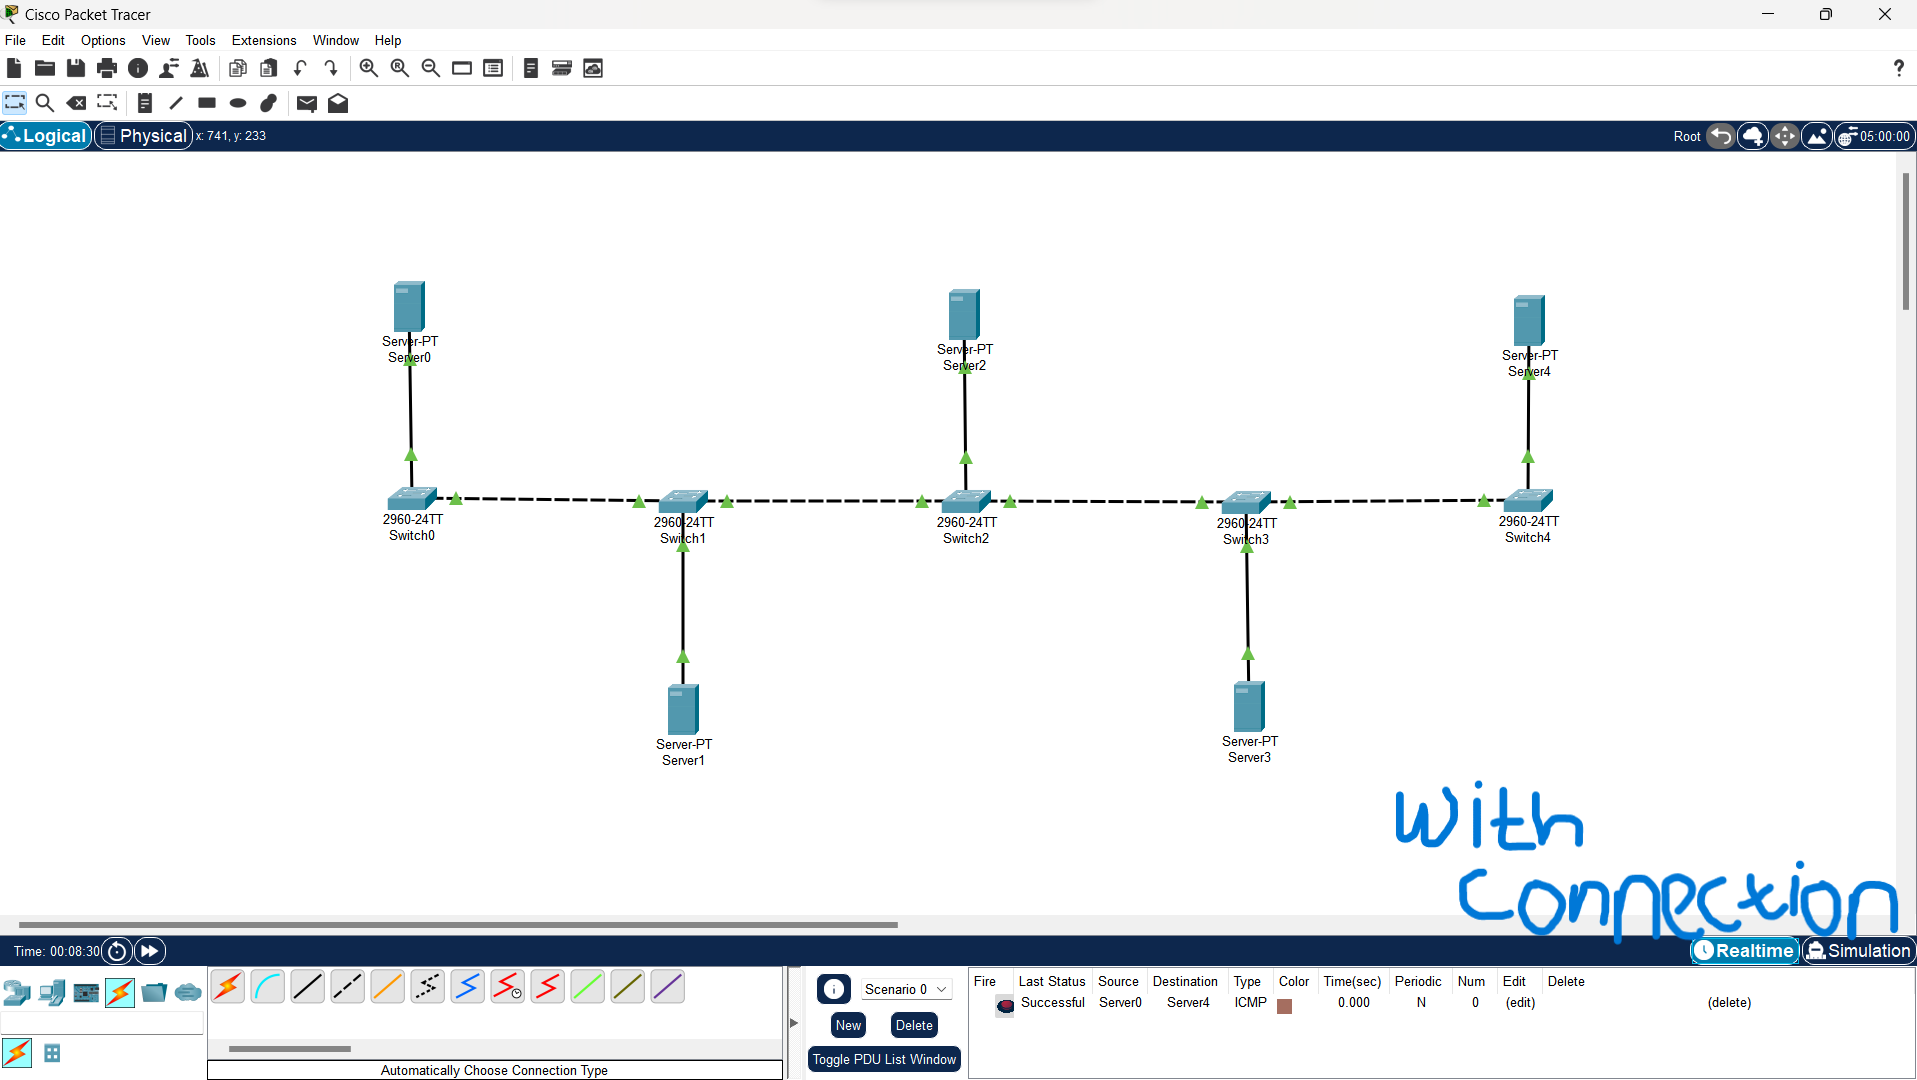 Cisco Packet Tracer
File Edit Options View Tools Extensions Window Help
?
Logical Physical x: 741, y: 233 Root 05:00:00
Server-PT
Server0
Server-PT
Server2
Server-PT
Server4
2960-24TT
Switch0
2960-24TT
Switch1
2960-24TT
Switch2
2960-24TT
Switch3
2960-24TT
Switch4
Server-PT
Server1
Server-PT
Server3
With
Connection
Time: 00:08:30 Realtime Simulation
Scenario 0
New Delete
Toggle PDU List Window
Fire Last Status Source Destination Type Color Time(sec) Periodic Num Edit Delete
Successful Server0 Server4 ICMP 0.000 N 0 (edit) (delete)
Automatically Choose Connection Type